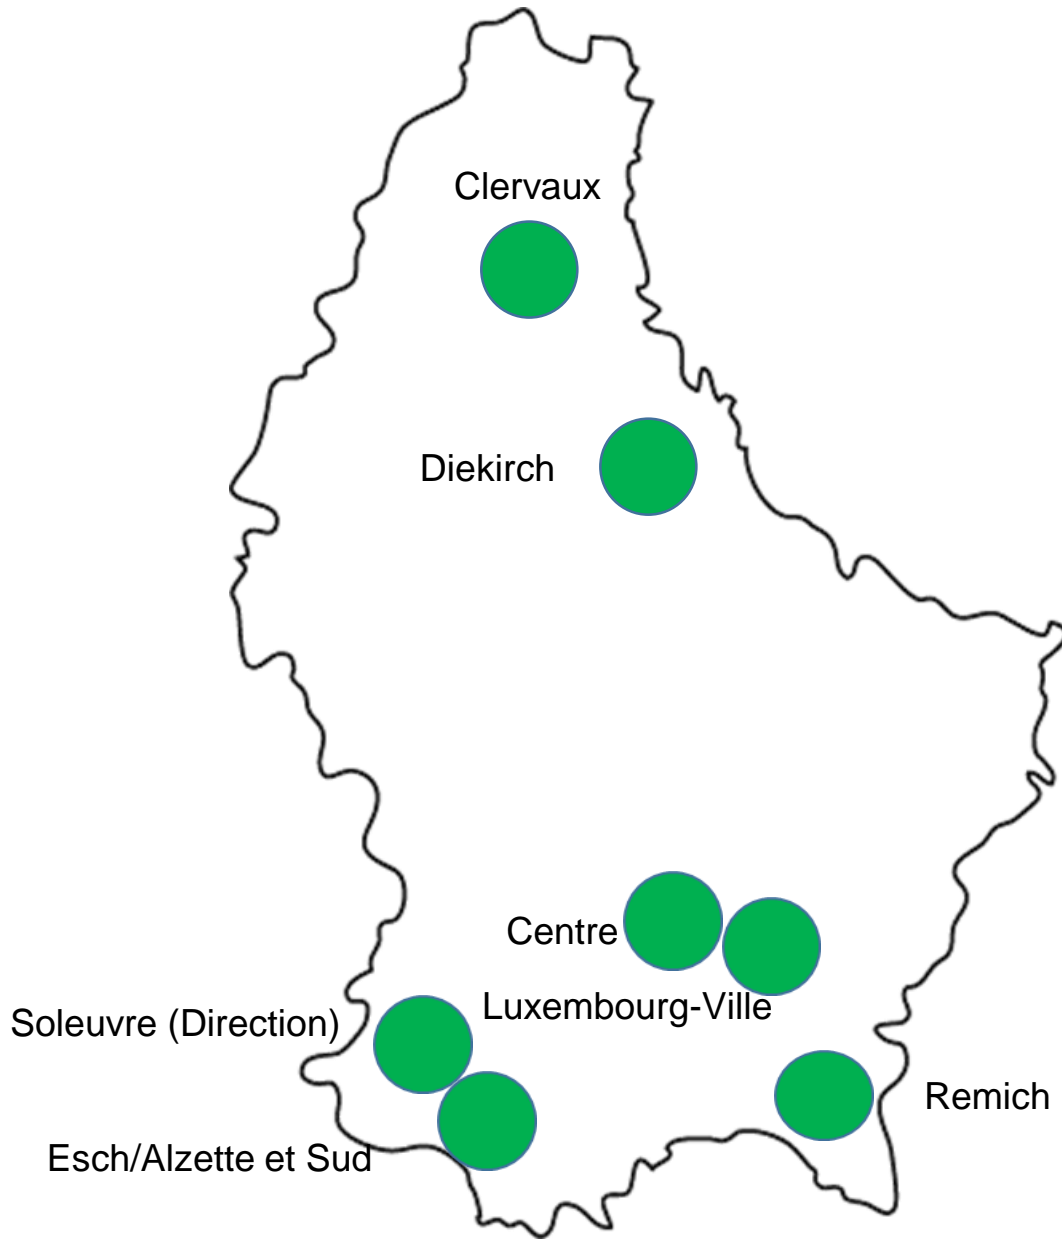 Clervaux
Diekirch
Centre
Luxembourg-Ville
Soleuvre (Direction)
Remich
Esch/Alzette et Sud